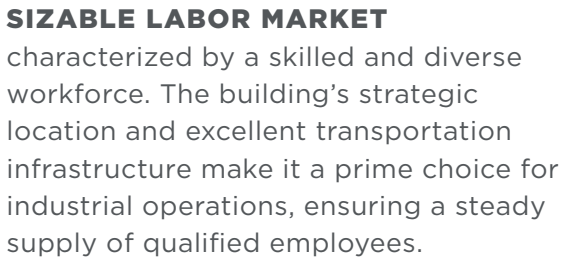 SIZABLE LABOR MARKET
characterized by a skilled and diverse
workforce. The building’s strategic
location and excellent transportation
infrastructure make it a prime choice for
industrial operations, ensuring a steady
supply of qualified employees.